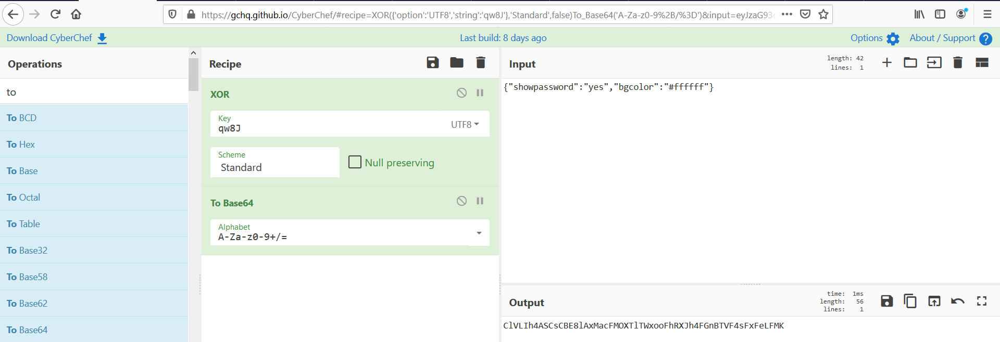 https://gchq.github.io/CyberChef/#recipe=XOR({'option':'UTF8','string':'qw8J'},'Standard',false)To_Base64('A-Za-z0-9%2B/%3D')&input=eyJzaG93c
Download CyberChef
Last build: 8 days ago
Options
About / Support
Operations
to
To BCD
To Hex
To Base
To Octal
To Table
To Base32
To Base58
To Base62
To Base64
Recipe
XOR
Key
qw8J
UTF8
Scheme
Standard
Null preserving
To Base64
Alphabet
A-Za-z0-9+/=
Input
length: 42
lines: 1
{"showpassword":"yes","bgcolor":"#ffffff"}
Output
time: 1ms
length: 56
lines: 1
ClVLIh4ASCsCBE8lAxMacFMOXTlTWxooFhRXJh4FGnBTVF4sFxFeLFMK